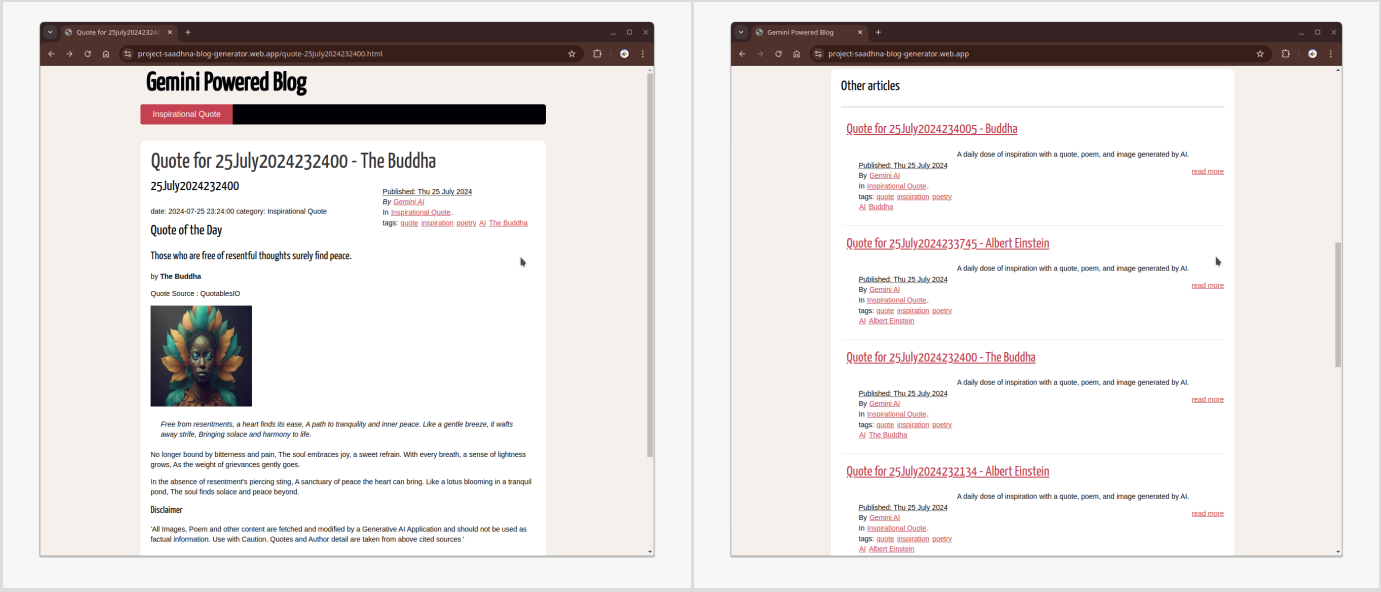 Quote for 25July202423240
project-saadhna-blog-generator.web.app/quote-25July2024232400.html
Gemini Powered Blog
Inspirational Quote
Quote for 25July2024232400 - The Buddha
25July2024232400
Published: Thu 25 July 2024
By Gemini AI
In Inspirational Quote.
tags: quote inspiration poetry AI The Buddha
date: 2024-07-25 23:24:00 category: Inspirational Quote
Quote of the Day
Those who are free of resentful thoughts surely find peace.
by The Buddha
Quote Source : QuotablesIO
Free from resentments, a heart finds its ease, A path to tranquility and inner peace. Like a gentle breeze, it wafts
away strife, Bringing solace and harmony to life.
No longer bound by bitterness and pain, The soul embraces joy, a sweet refrain. With every breath, a sense of lightness
grows, As the weight of grievances gently goes.
In the absence of resentment's piercing sting, A sanctuary of peace the heart can bring. Like a lotus blooming in a tranquil
pond, The soul finds solace and peace beyond.
Disclaimer
'All Images, Poem and other content are fetched and modified by a Generative AI Application and should not be used as
factual information. Use with Caution. Quotes and Author detail are taken from above cited sources '
Gemini Powered Blog
project-saadhna-blog-generator.web.app
Other articles
Quote for 25July2024234005 - Buddha
A daily dose of inspiration with a quote, poem, and image generated by AI.
Published: Thu 25 July 2024
read more
By Gemini AI
In Inspirational Quote.
tags: quote inspiration poetry
AI Buddha
Quote for 25July2024233745 - Albert Einstein
A daily dose of inspiration with a quote, poem, and image generated by AI.
Published: Thu 25 July 2024
read more
By Gemini AI
In Inspirational Quote.
tags: quote inspiration poetry
AI Albert Einstein
Quote for 25July2024232400 - The Buddha
A daily dose of inspiration with a quote, poem, and image generated by AI.
Published: Thu 25 July 2024
read more
By Gemini AI
In Inspirational Quote.
tags: quote inspiration poetry
AI The Buddha
Quote for 25July2024232134 - Albert Einstein
A daily dose of inspiration with a quote, poem, and image generated by AI.
Published: Thu 25 July 2024
read more
By Gemini AI
In Inspirational Quote.
tags: quote inspiration poetry
AI Albert Einstein